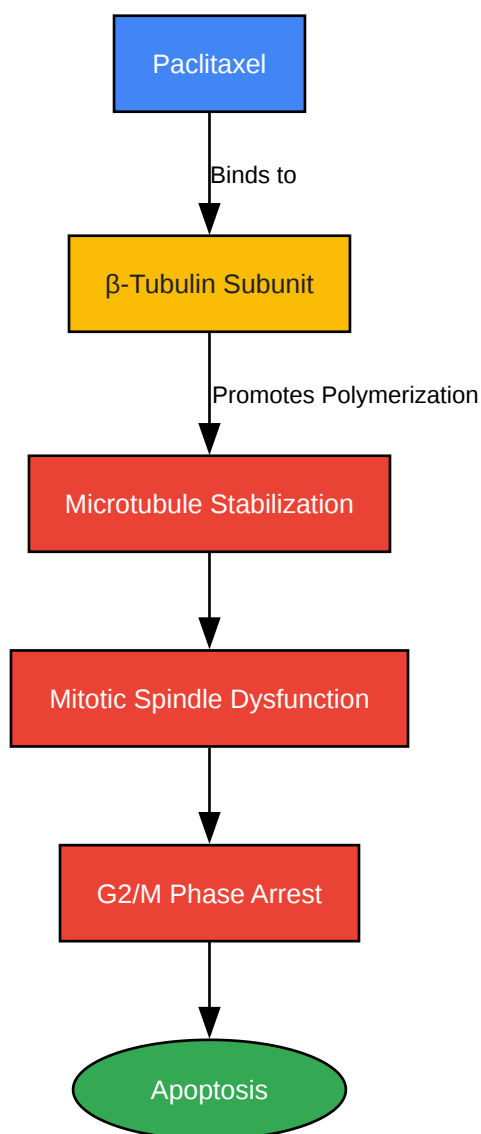 Paclitaxel
Binds to
β-Tubulin Subunit
Promotes Polymerization
Microtubule Stabilization
Mitotic Spindle Dysfunction
G2/M Phase Arrest
Apoptosis